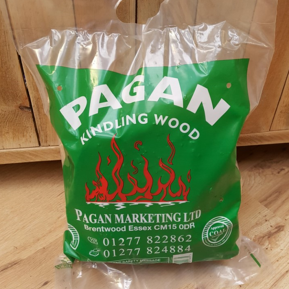 PAGAN
KINDLING WOOD
PAGAN MARKETING LTD
Brentwood Essex CM15 0DR
01277 822862
01277 824884